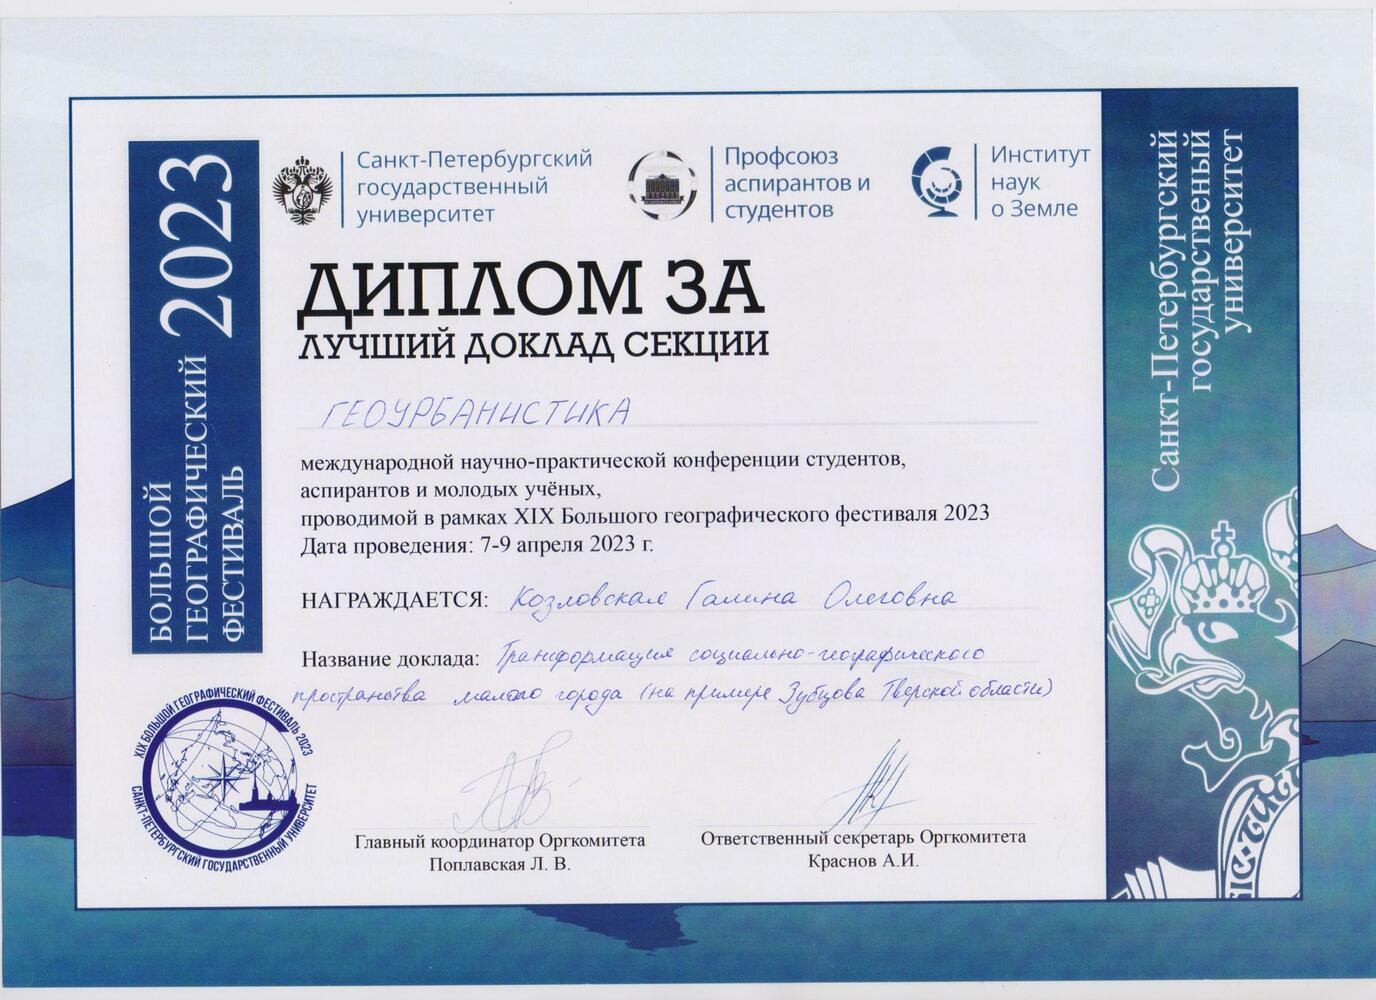 БОЛЬШОЙ
ГЕОГРАФИЧЕСКИЙ
ФЕСТИВАЛЬ
2023
Санкт-Петербургский
государственный
университет
Профсоюз
аспирантов и
студентов
Институт
наук
о Земле
ДИПЛОМ ЗА
ЛУЧШИЙ ДОКЛАД СЕКЦИИ
ГЕОУРБАНИСТИКА
международной научно-практической конференции студентов,
аспирантов и молодых учёных,
проводимой в рамках XIX Большого географического фестиваля 2023
Дата проведения: 7-9 апреля 2023 г.
НАГРАЖДАЕТСЯ: Козловская Галина Олеговна
Название доклада: Трансформация социально-географического
пространства малого города (на примере Зубцова Тверской области)
XIX БОЛЬШОЙ ГЕОГРАФИЧЕСКИЙ ФЕСТИВАЛЬ 2023
САНКТ-ПЕТЕРБУРГСКИЙ ГОСУДАРСТВЕННЫЙ УНИВЕРСИТЕТ
Главный координатор Оргкомитета
Поплавская Л. В.
Ответственный секретарь Оргкомитета
Краснов А.И.
Санкт-Петербургский
государственый
университет